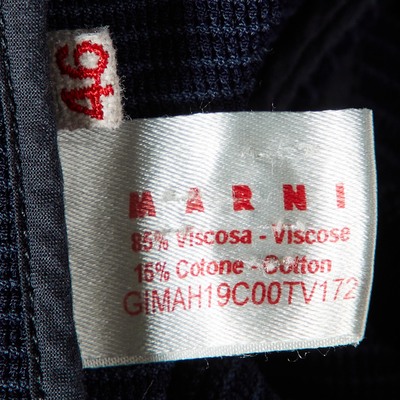 46
MARNI
85% Viscosa - Viscose
15% Cotone - Cotton
GIMAH19C00TV172